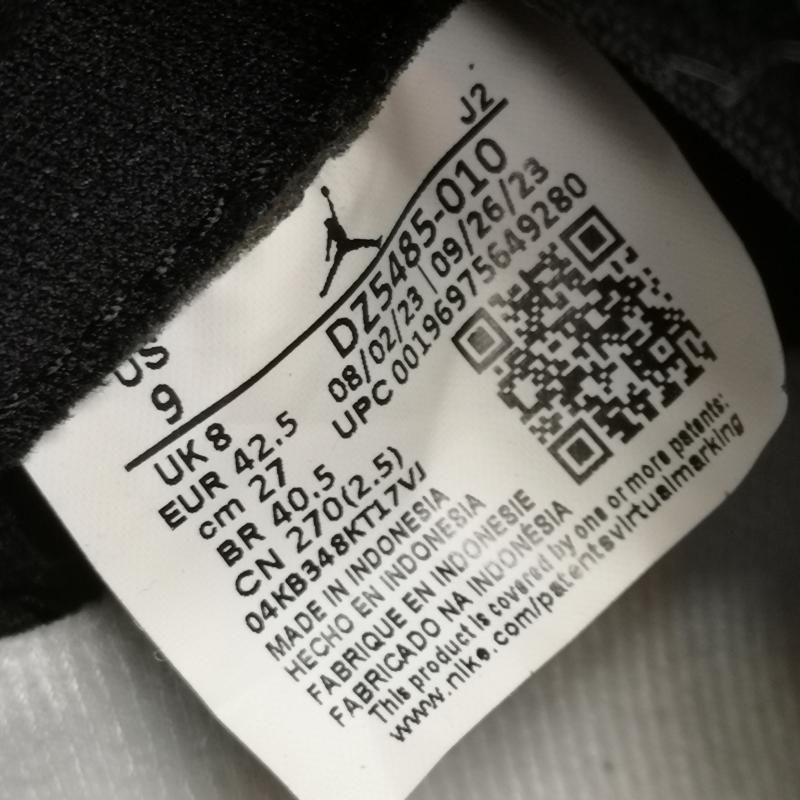 J2
US
9
DZ5485-010
08/02/23 | 09/26/23
UPC 00196975649280
UK 8
EUR 42.5
cm 27
BR 40.5
CN 270(2.5)
04KB348KT17VJ
MADE IN INDONESIA
HECHO EN INDONESIA
FABRIQUE EN INDONESIE
FABRICADO NA INDONÉSIA
This product is covered by one or more patents:
www.nike.com/patentsvirtualmarking